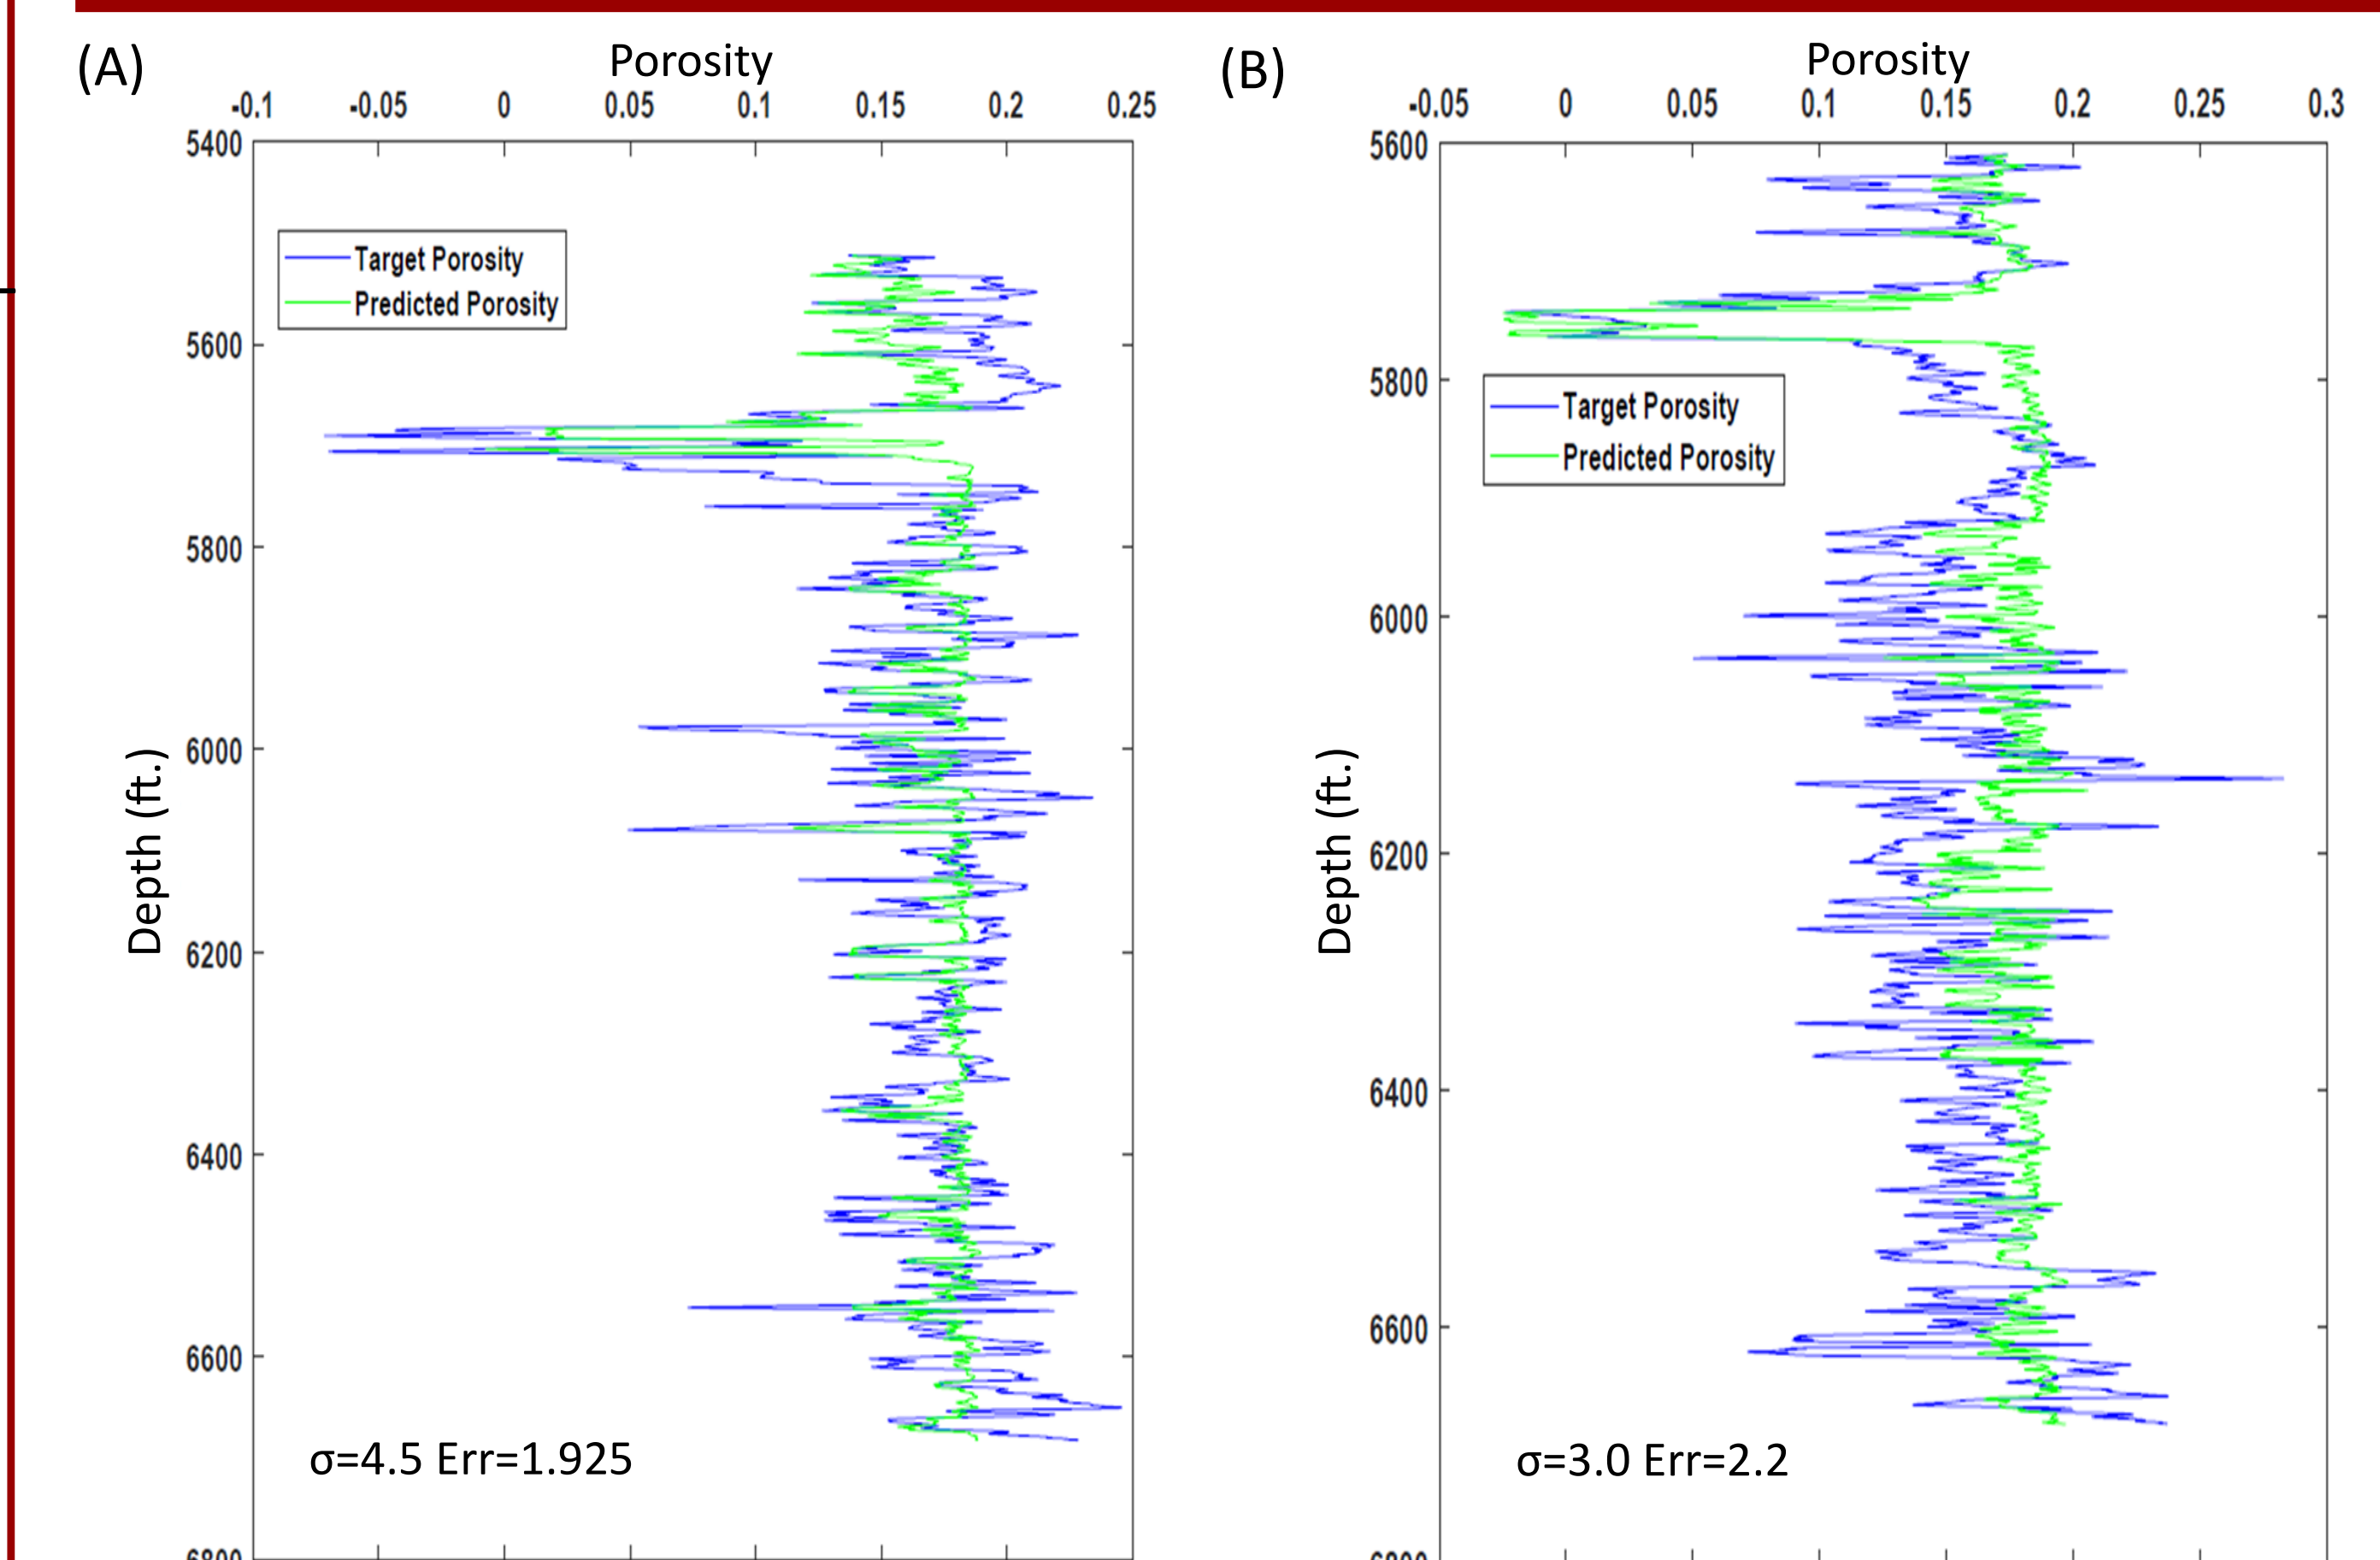 (A)
Porosity
-0.1 -0.05 0 0.05 0.1 0.15 0.2 0.25
5400
5600
5800
6000
6200
6400
6600
6800
Depth (ft.)
Target Porosity
Predicted Porosity
σ=4.5 Err=1.925
(B)
Porosity
-0.05 0 0.05 0.1 0.15 0.2 0.25 0.3
5600
5800
6000
6200
6400
6600
Depth (ft.)
Target Porosity
Predicted Porosity
σ=3.0 Err=2.2